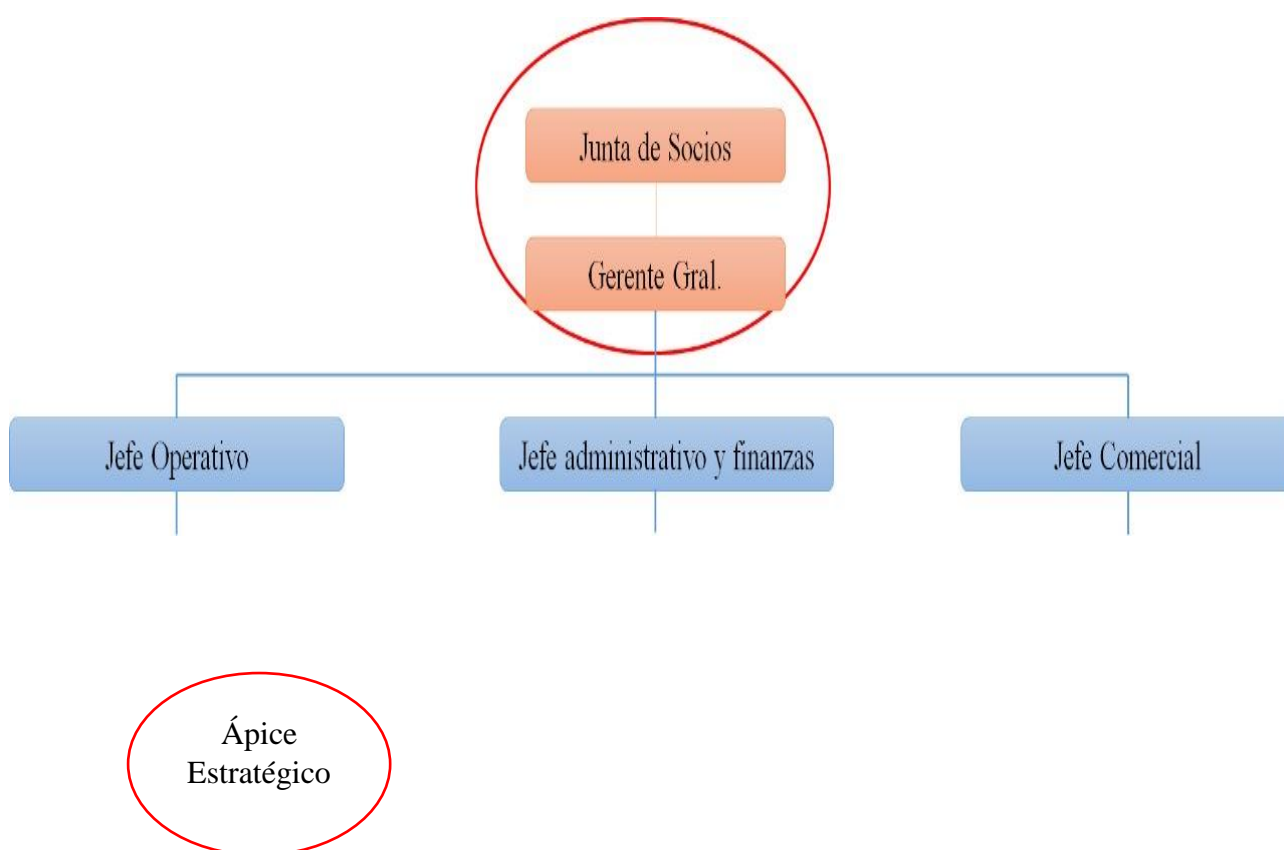 Junta de Socios
Gerente Gral.
Jefe Operativo
Jefe administrativo y finanzas
Jefe Comercial
Ápice
Estratégico